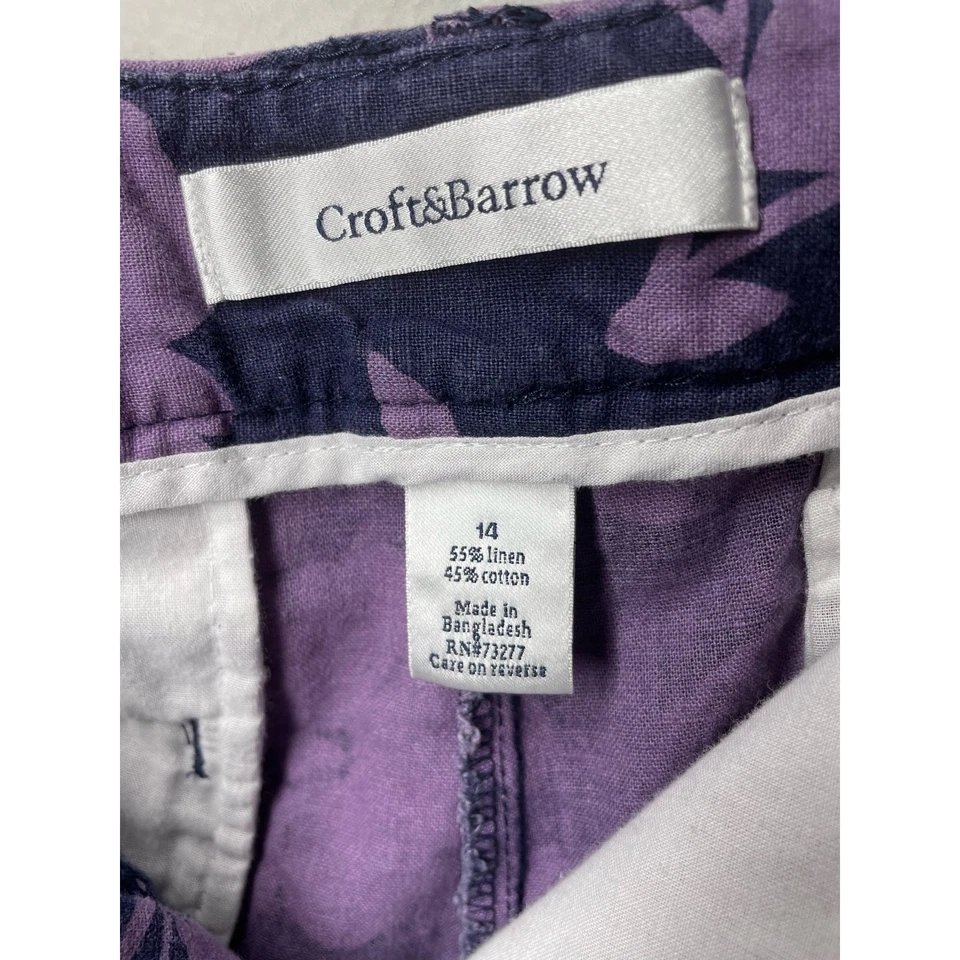 Croft&Barrow
14
55% linen
45% cotton
Made in
Bangladesh
RN#73277
Care on reverse